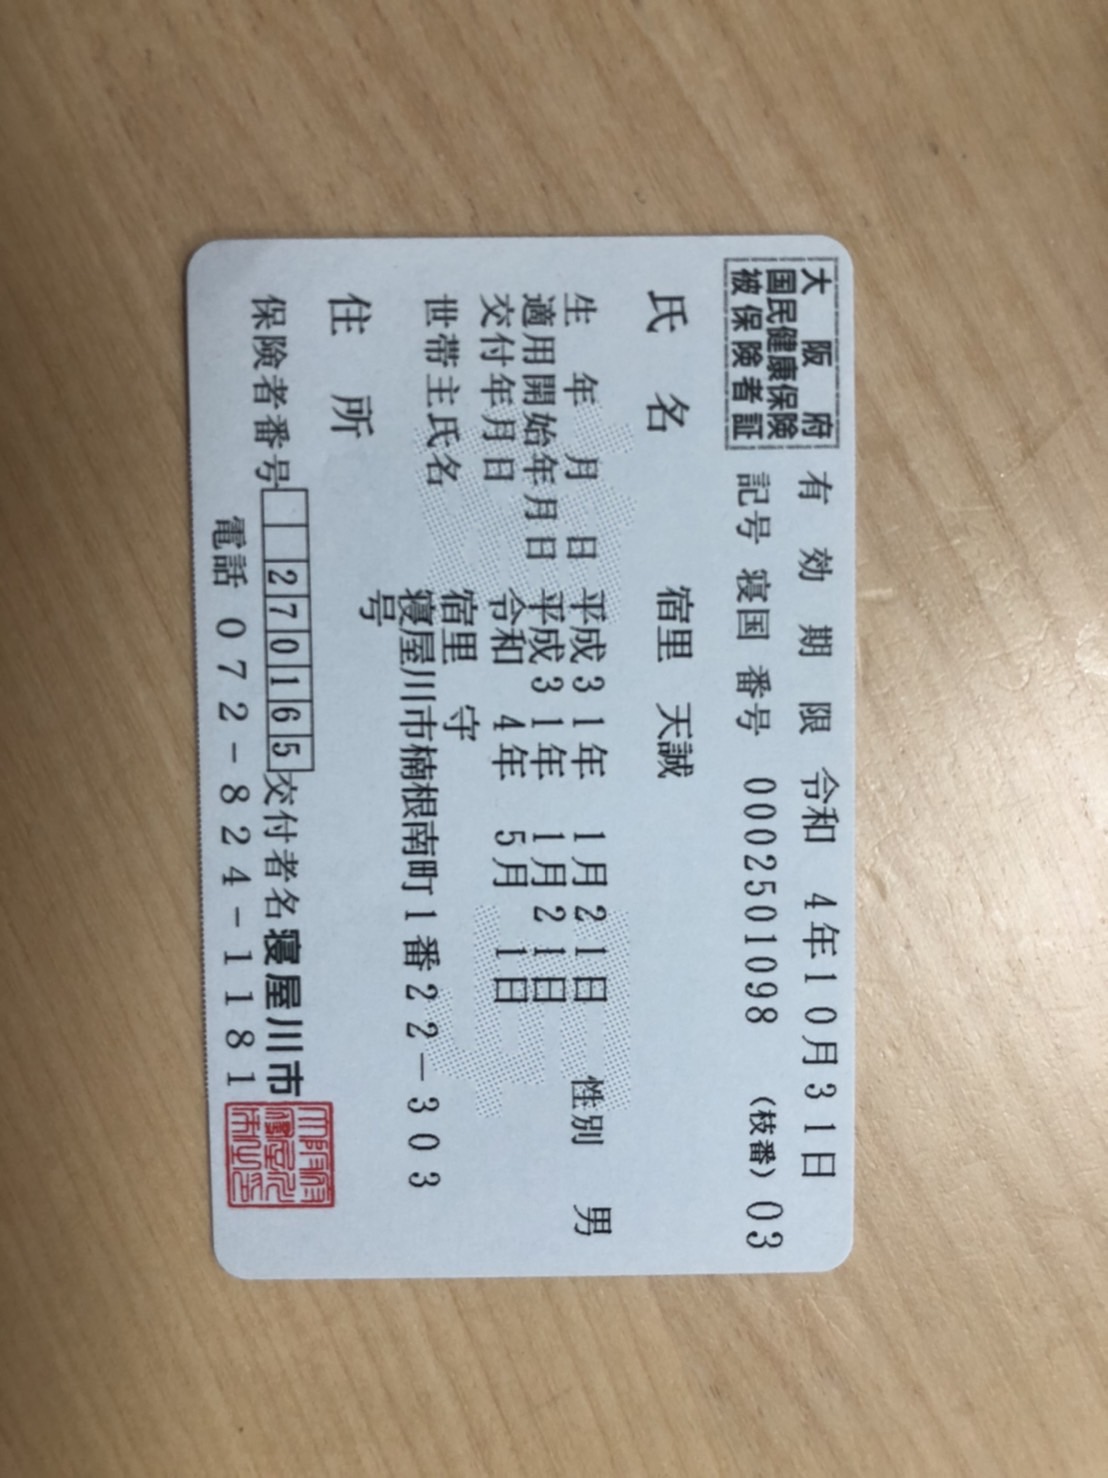 大阪府
国民健康保険
被保険者証
有効期限 令和 4年10月31日
記号 寝国 番号 0002501098 (枝番) 03
氏名 宿里 天誠
生年月日 平成31年 1月21日 性別 男
適用開始年月日 平成31年 1月21日
交付年月日 令和 4年 5月 1日
世帯主氏名 宿里 守
住所 寝屋川市楠根南町1番22-303
号
保険者番号 270165 交付者名 寝屋川市
電話 072-824-1181